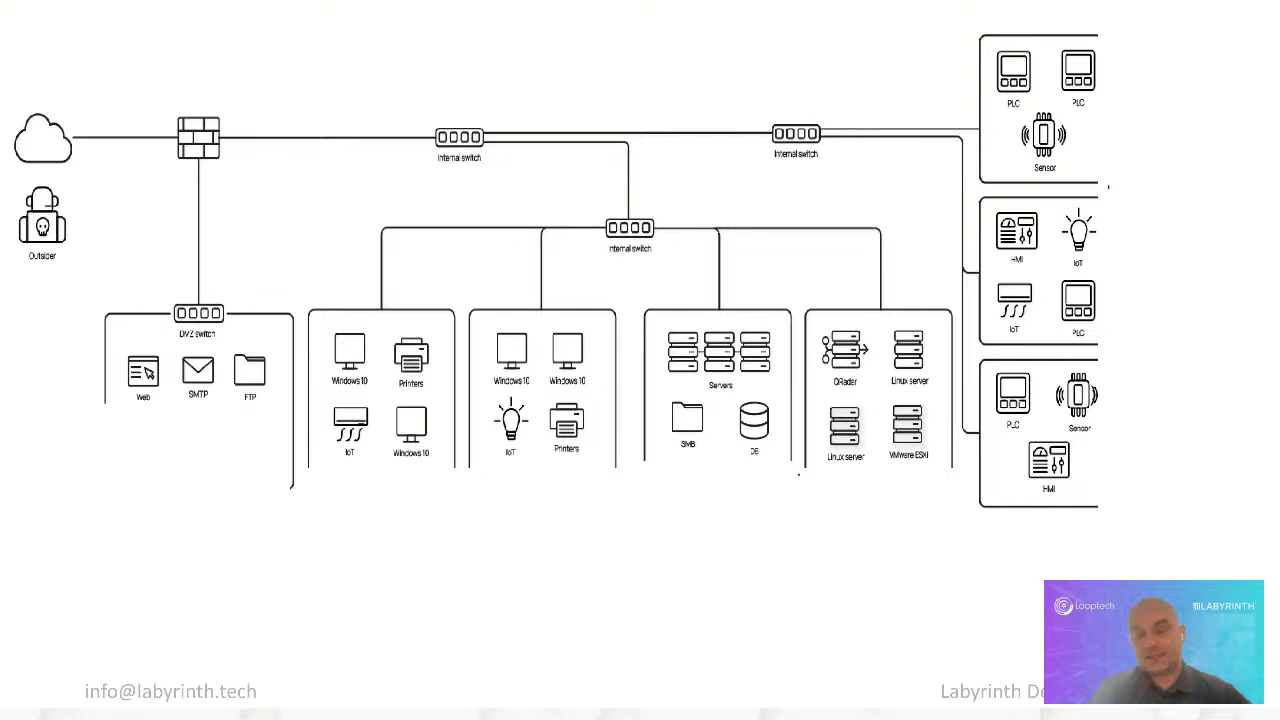 PLC
PLC
Sensor
Internal switch
Internal switch
Outsider
Internal switch
HMI
IoT
IoT
PLC
DMZ switch
Web
SMTP
FTP
Windows 10
Printers
IoT
Windows 10
Windows 10
Windows 10
IoT
Printers
Servers
SMB
DB
QRadar
Linux server
Linux server
VMware ESXi
PLC
Sensor
HMI
Looptech
LABYRINTH
info@labyrinth.tech
Labyrinth De